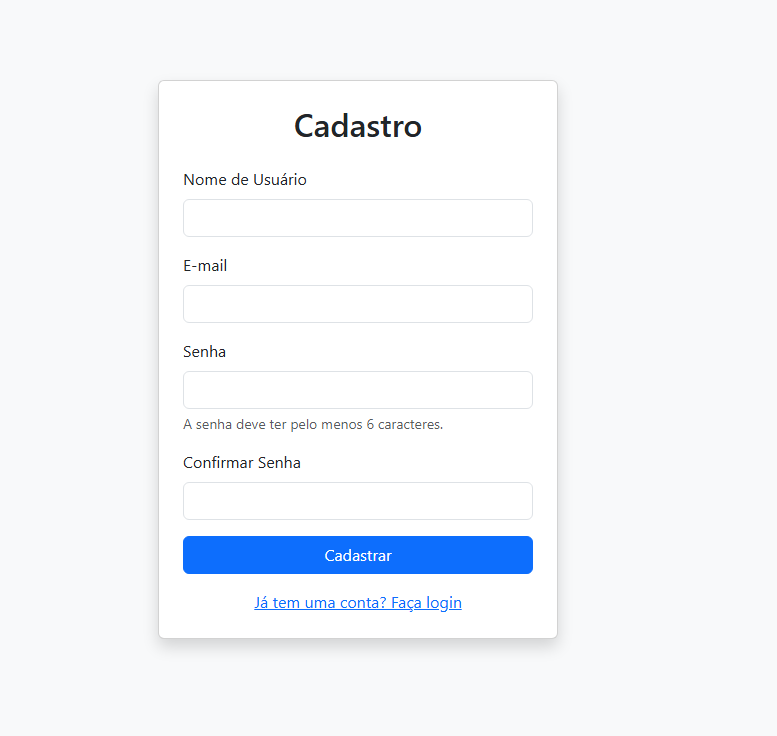 Cadastro
Nome de Usuário
E-mail
Senha
A senha deve ter pelo menos 6 caracteres.
Confirmar Senha
Cadastrar
Já tem uma conta? Faça login